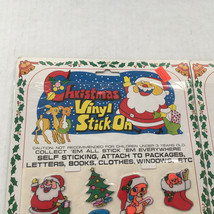 Christmas
Vinyl
Stick On
CAUTION: NOT RECOMMENDED FOR CHILDREN UNDER 3 YEARS OLD
COLLECT 'EM ALL STICK 'EM EVERYWHERE
SELF STICKING, ATTACH TO PACKAGES,
LETTERS, BOOKS, CLOTHES, WINDOWS, ETC